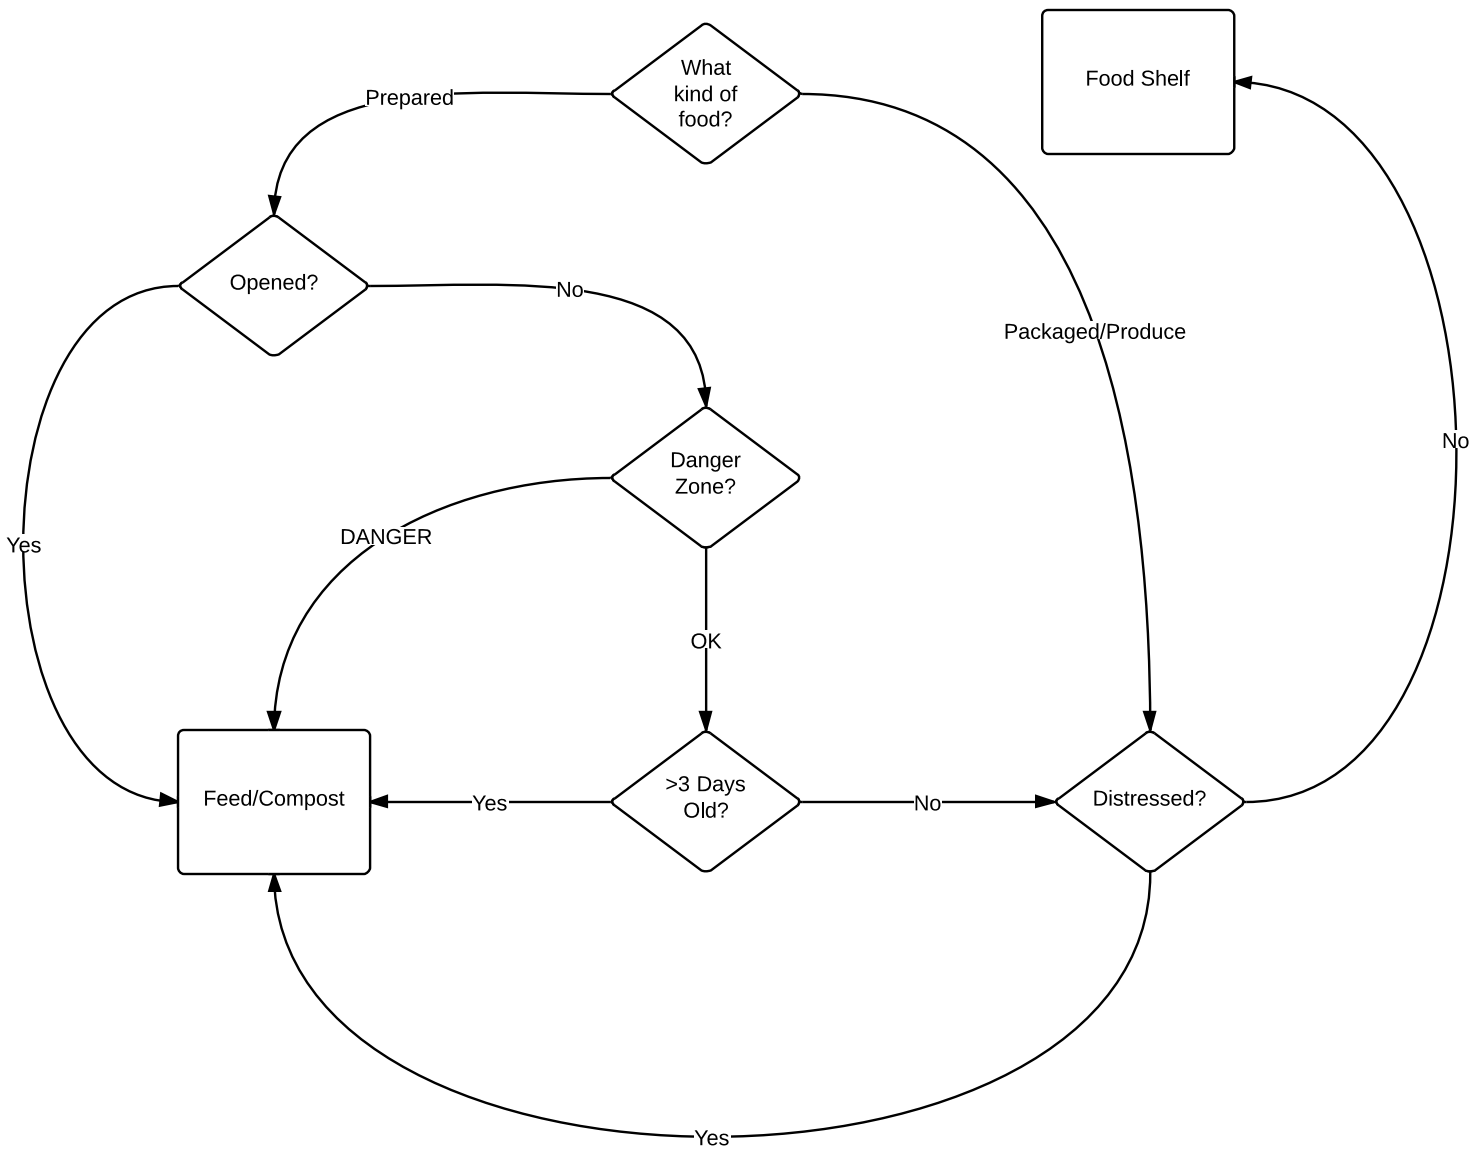 What
kind of
food?
Food Shelf
Prepared
Opened?
No
Packaged/Produce
Danger
Zone?
No
DANGER
Yes
OK
Feed/Compost
Yes
>3 Days
Old?
No
Distressed?
Yes